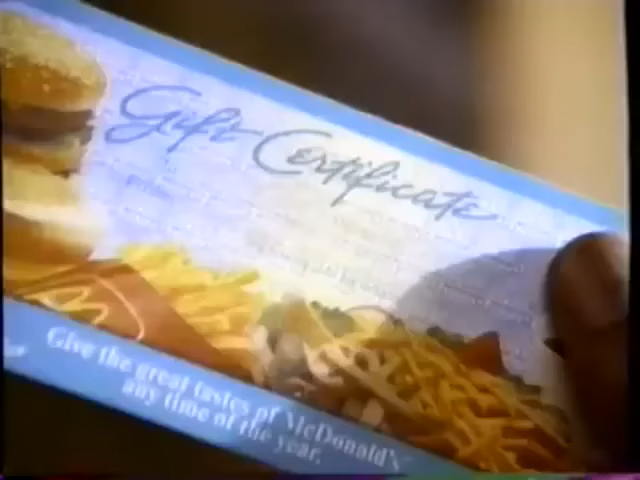 Gift Certificate
Give the great tastes of McDonald's
any time of the year.